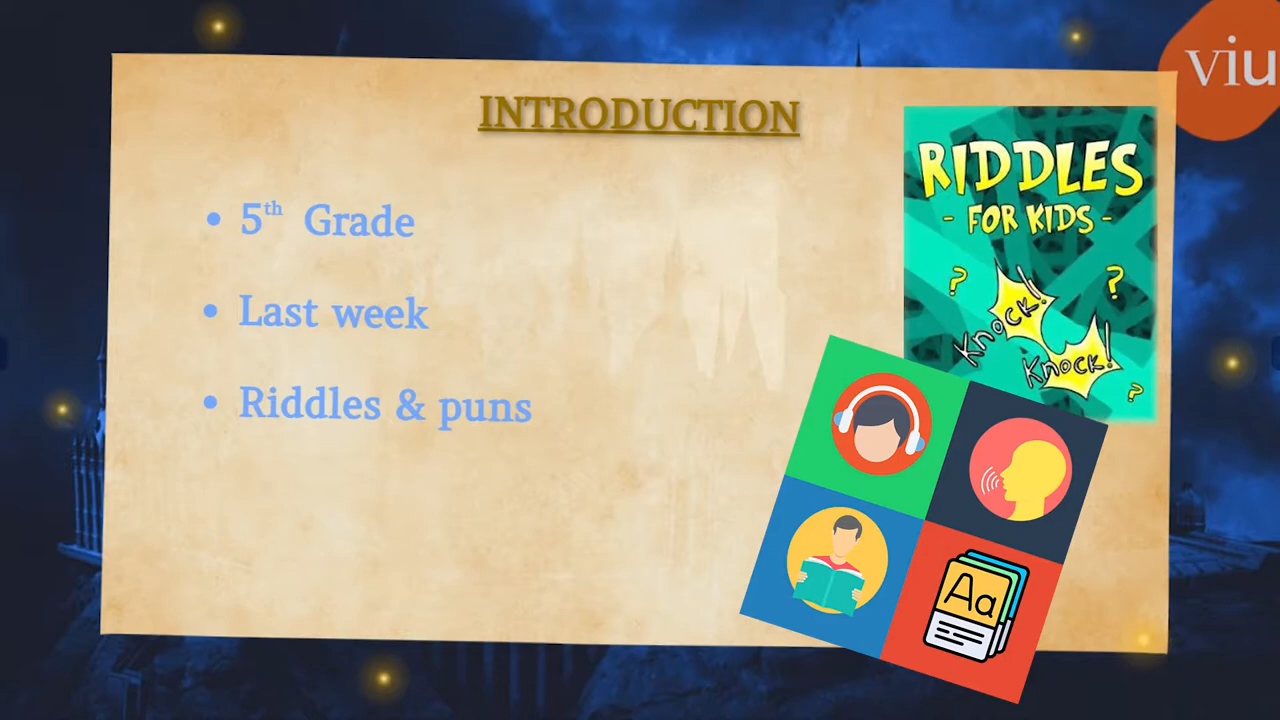 INTRODUCTION
viu
• 5th Grade
• Last week
• Riddles & puns
RIDDLES
- FOR KIDS -
? ?
Knock!
Knock!
?
Aa